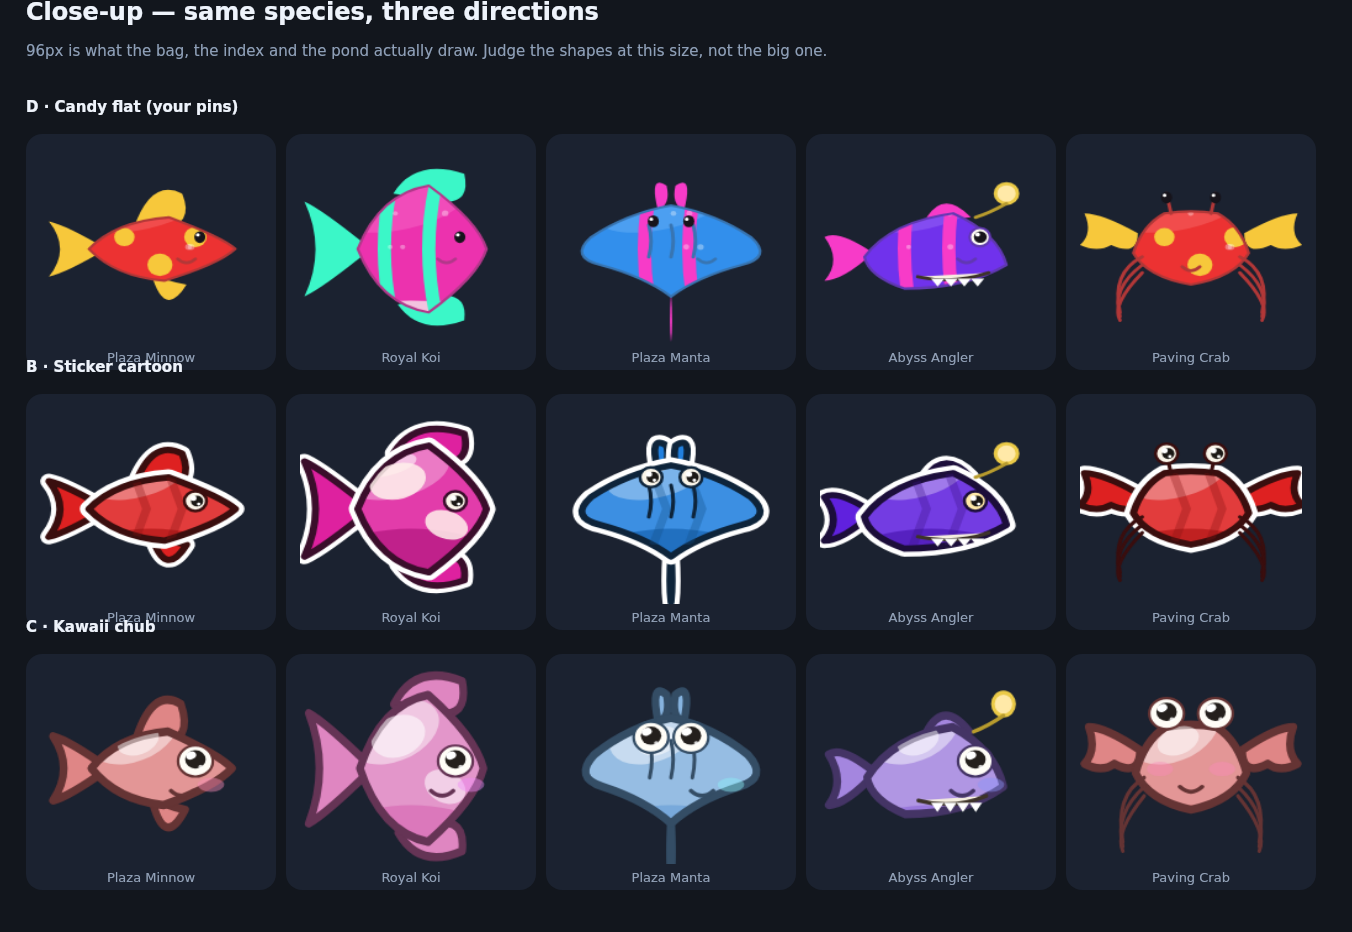 Close-up — same species, three directions
96px is what the bag, the index and the pond actually draw. Judge the shapes at this size, not the big one.
D · Candy flat (your pins)
Plaza Minnow
Royal Koi
Plaza Manta
Abyss Angler
Paving Crab
B · Sticker cartoon
Plaza Minnow
Royal Koi
Plaza Manta
Abyss Angler
Paving Crab
C · Kawaii chub
Plaza Minnow
Royal Koi
Plaza Manta
Abyss Angler
Paving Crab